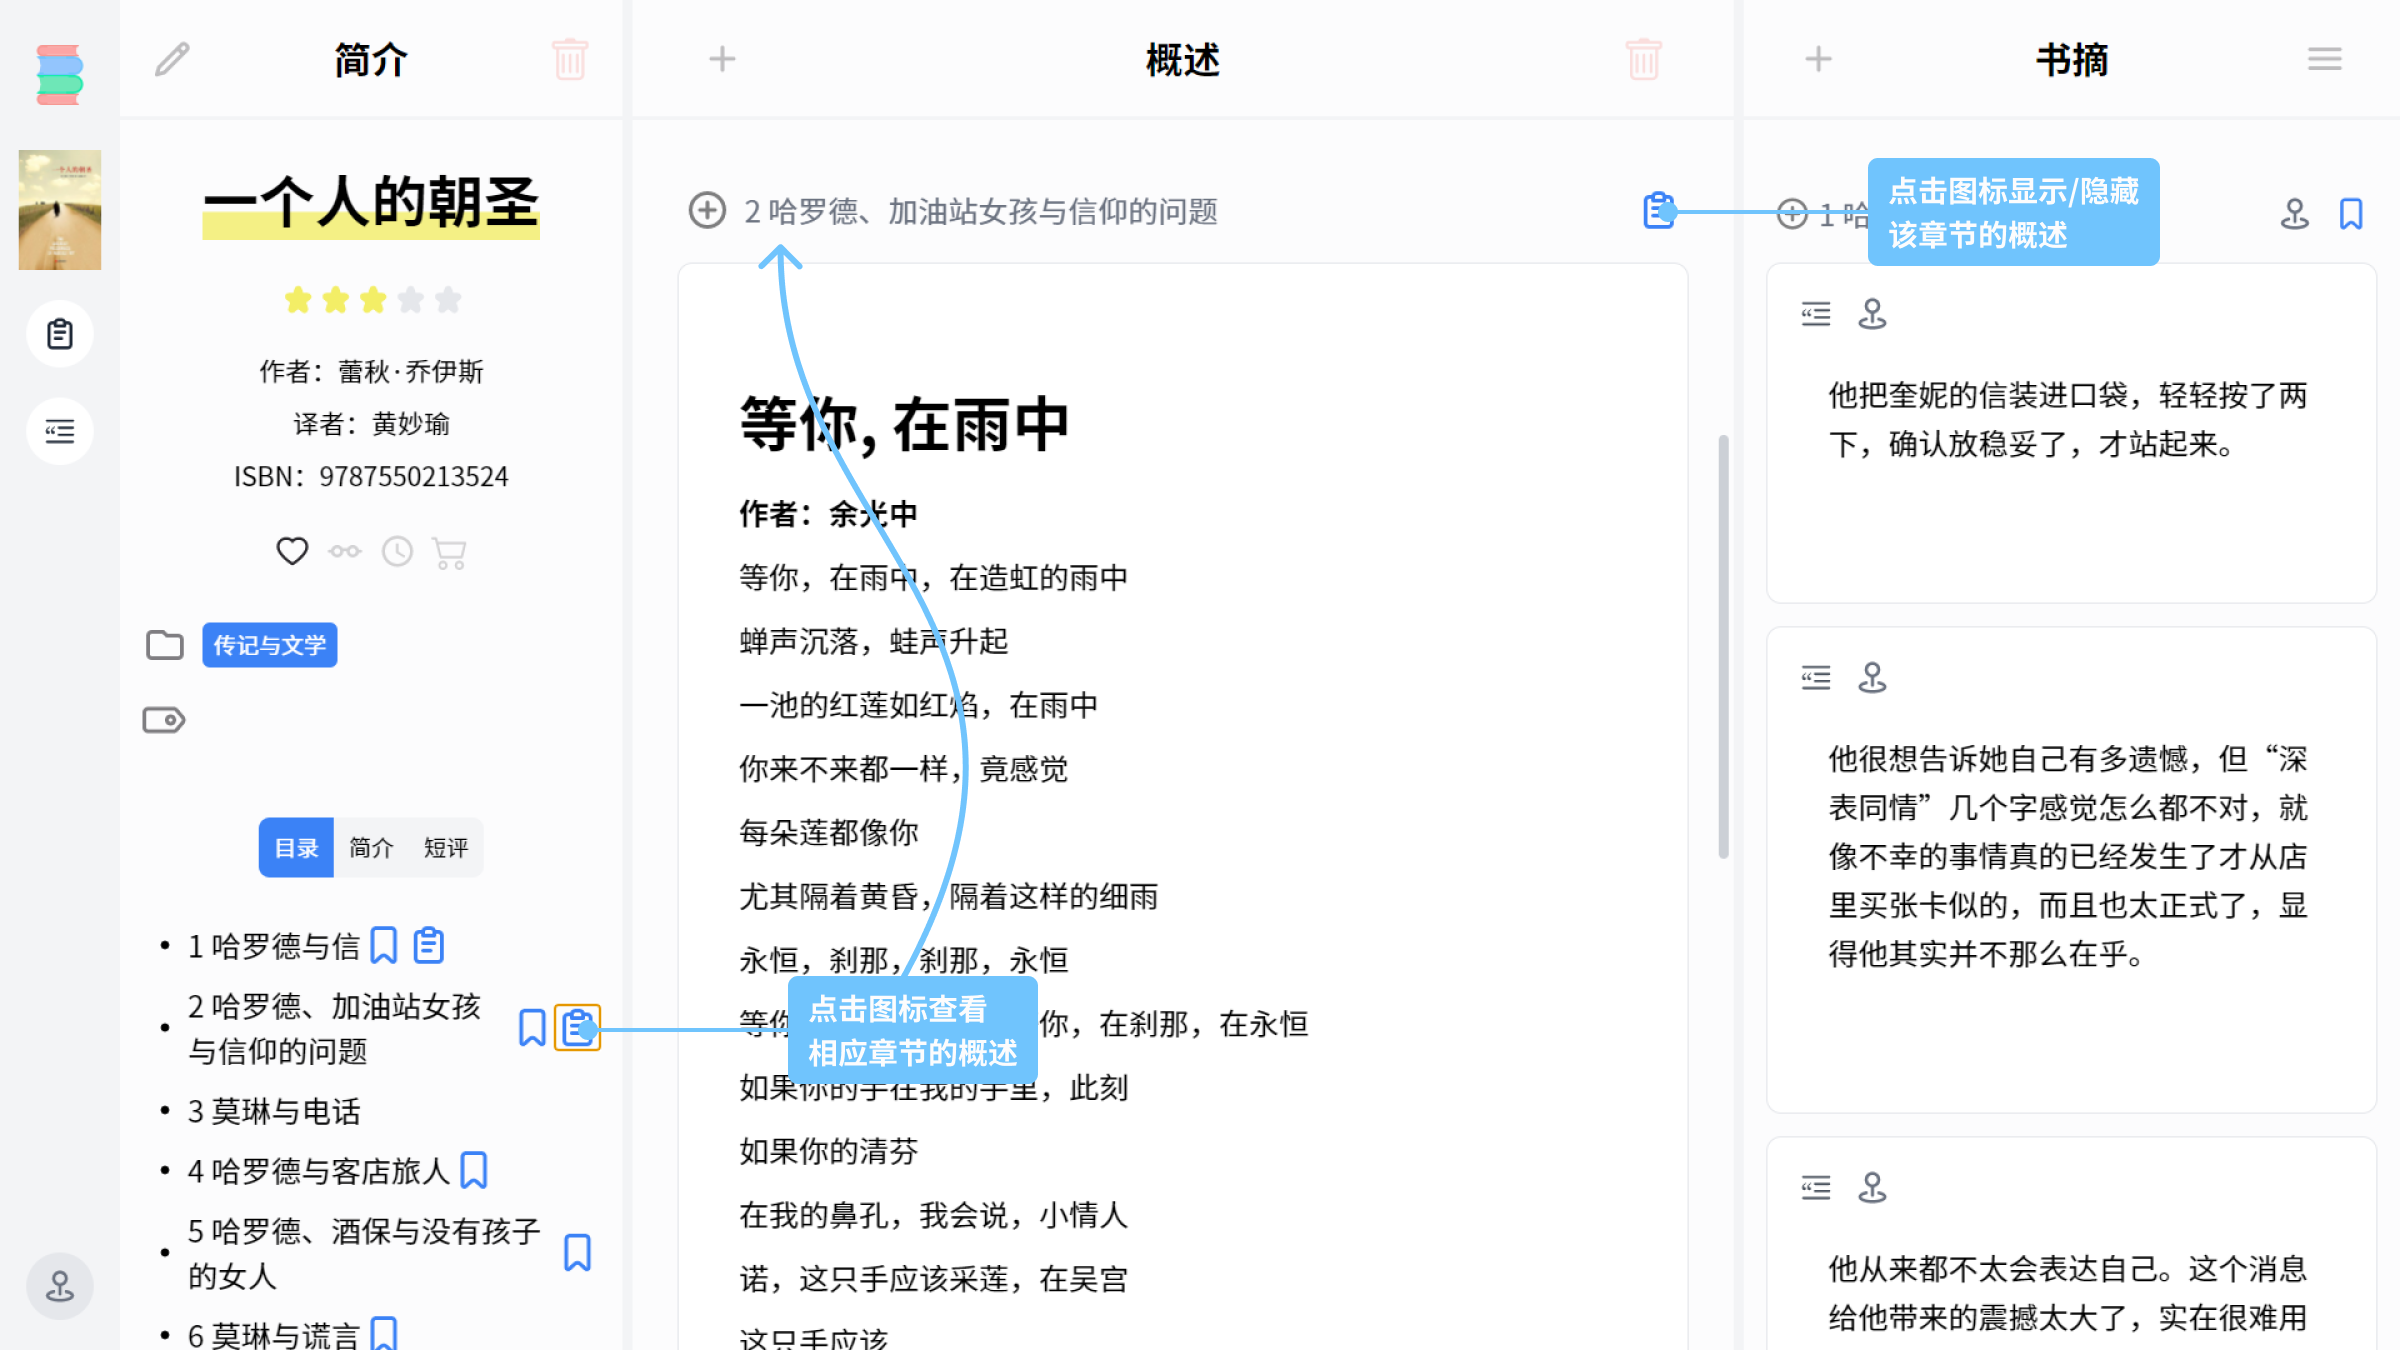 简介
概述
书摘
一个人的朝圣
作者：蕾秋·乔伊斯
译者：黄妙瑜
ISBN：9787550213524
传记与文学
目录
简介
短评
1 哈罗德与信
2 哈罗德、加油站女孩
与信仰的问题
3 莫琳与电话
4 哈罗德与客店旅人
5 哈罗德、酒保与没有孩子
的女人
6 莫琳与谎言
2 哈罗德、加油站女孩与信仰的问题
等你，在雨中
作者：余光中
等你，在雨中，在造虹的雨中
蝉声沉落，蛙声升起
一池的红莲如红焰，在雨中
你来不来都一样，竟感觉
每朵莲都像你
尤其隔着黄昏，隔着这样的细雨
永恒，刹那，刹那，永恒
等你
你，在刹那，在永恒
点击图标查看
相应章节的概述
如果你的手在我的手里，此刻
如果你的清芬
在我的鼻孔，我会说，小情人
诺，这只手应该采莲，在吴宫
这只手应该
1 哈
点击图标显示/隐藏
该章节的概述
他把奎妮的信装进口袋，轻轻按了两
下，确认放稳妥了，才站起来。
他很想告诉她自己有多遗憾，但“深
表同情”几个字感觉怎么都不对，就
像不幸的事情真的已经发生了才从店
里买张卡似的，而且也太正式了，显
得他其实并不那么在乎。
他从来都不太会表达自己。这个消息
给他带来的震撼太大了，实在很难用